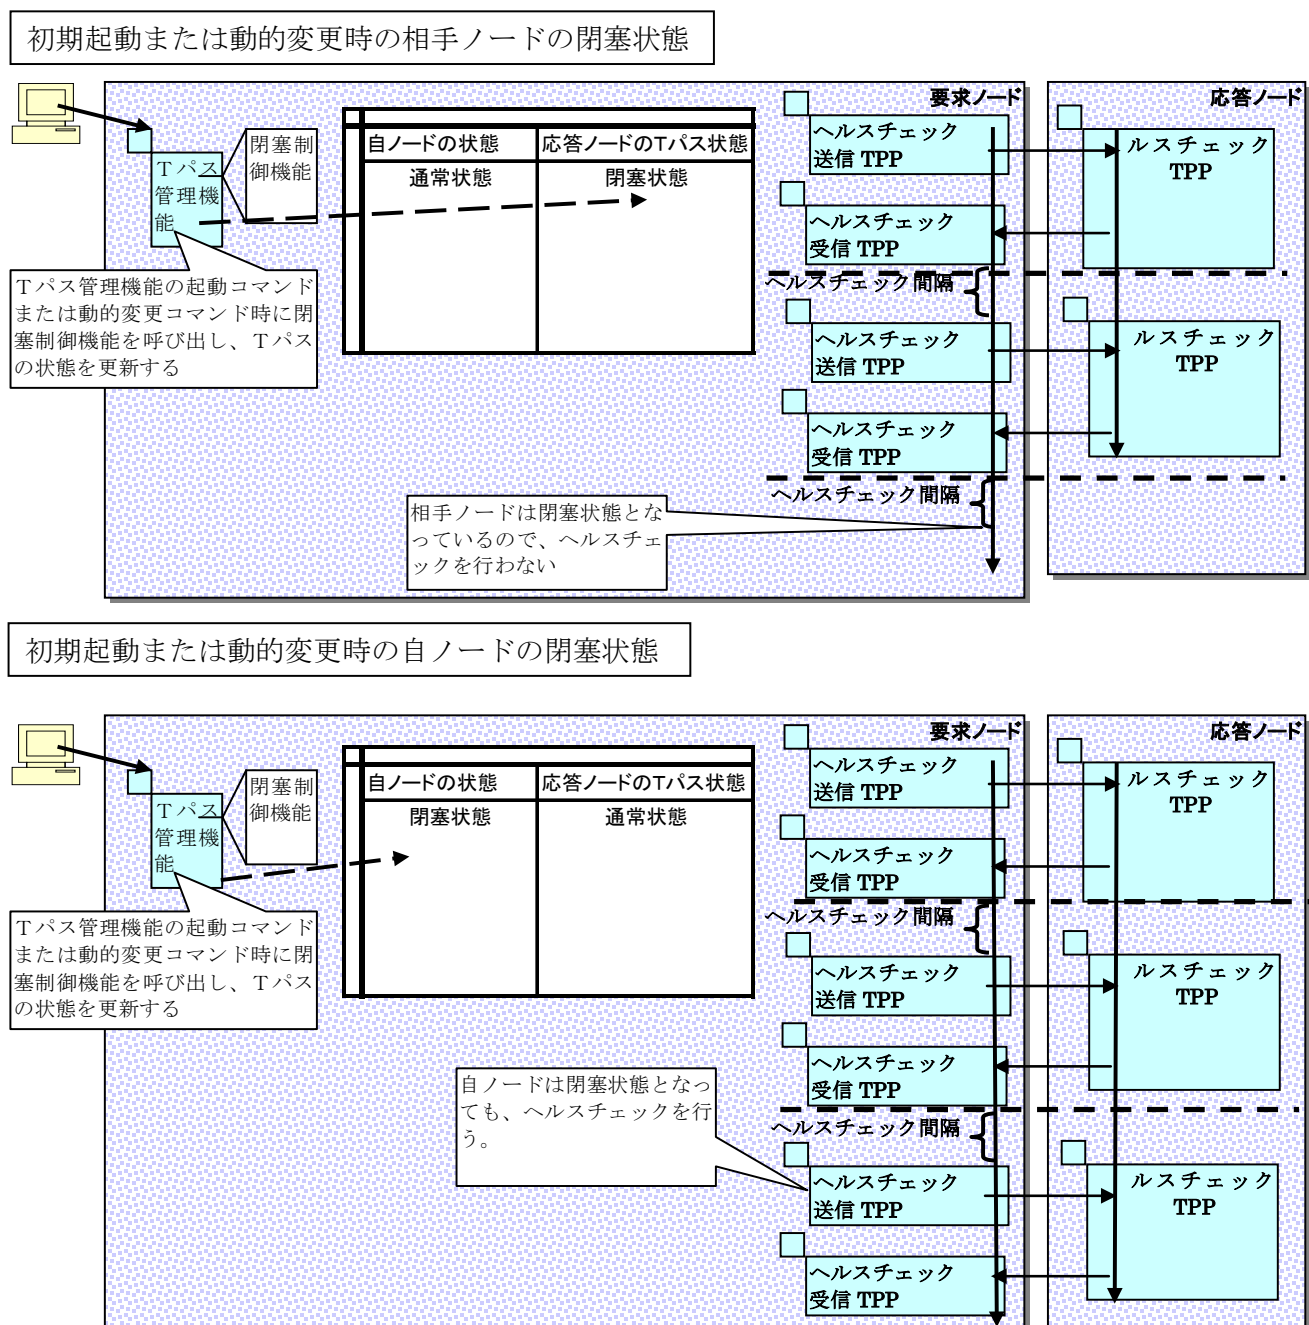 初期起動または動的変更時の相手ノードの閉塞状態
要求ノード
応答ノード
Ｔパス
管理機
能
閉塞制
御機能
自ノードの状態
応答ノードのTパス状態
通常状態
閉塞状態
Ｔパス管理機能の起動コマンド
または動的変更コマンド時に閉
塞制御機能を呼び出し、Ｔパス
の状態を更新する
ヘルスチェック
送信 TPP
ルスチェック
TPP
ヘルスチェック
受信 TPP
ヘルスチェック間隔
ヘルスチェック
送信 TPP
ルスチェック
TPP
ヘルスチェック
受信 TPP
ヘルスチェック間隔
相手ノードは閉塞状態とな
っているので、ヘルスチェ
ックを行わない
初期起動または動的変更時の自ノードの閉塞状態
要求ノード
応答ノード
Ｔパス
管理機
能
閉塞制
御機能
自ノードの状態
応答ノードのTパス状態
閉塞状態
通常状態
Ｔパス管理機能の起動コマンド
または動的変更コマンド時に閉
塞制御機能を呼び出し、Ｔパス
の状態を更新する
ヘルスチェック
送信 TPP
ルスチェック
TPP
ヘルスチェック
受信 TPP
ヘルスチェック間隔
ヘルスチェック
送信 TPP
ルスチェック
TPP
ヘルスチェック
受信 TPP
ヘルスチェック間隔
自ノードは閉塞状態となっ
ても、ヘルスチェックを行
う。
ヘルスチェック
送信 TPP
ルスチェック
TPP
ヘルスチェック
受信 TPP